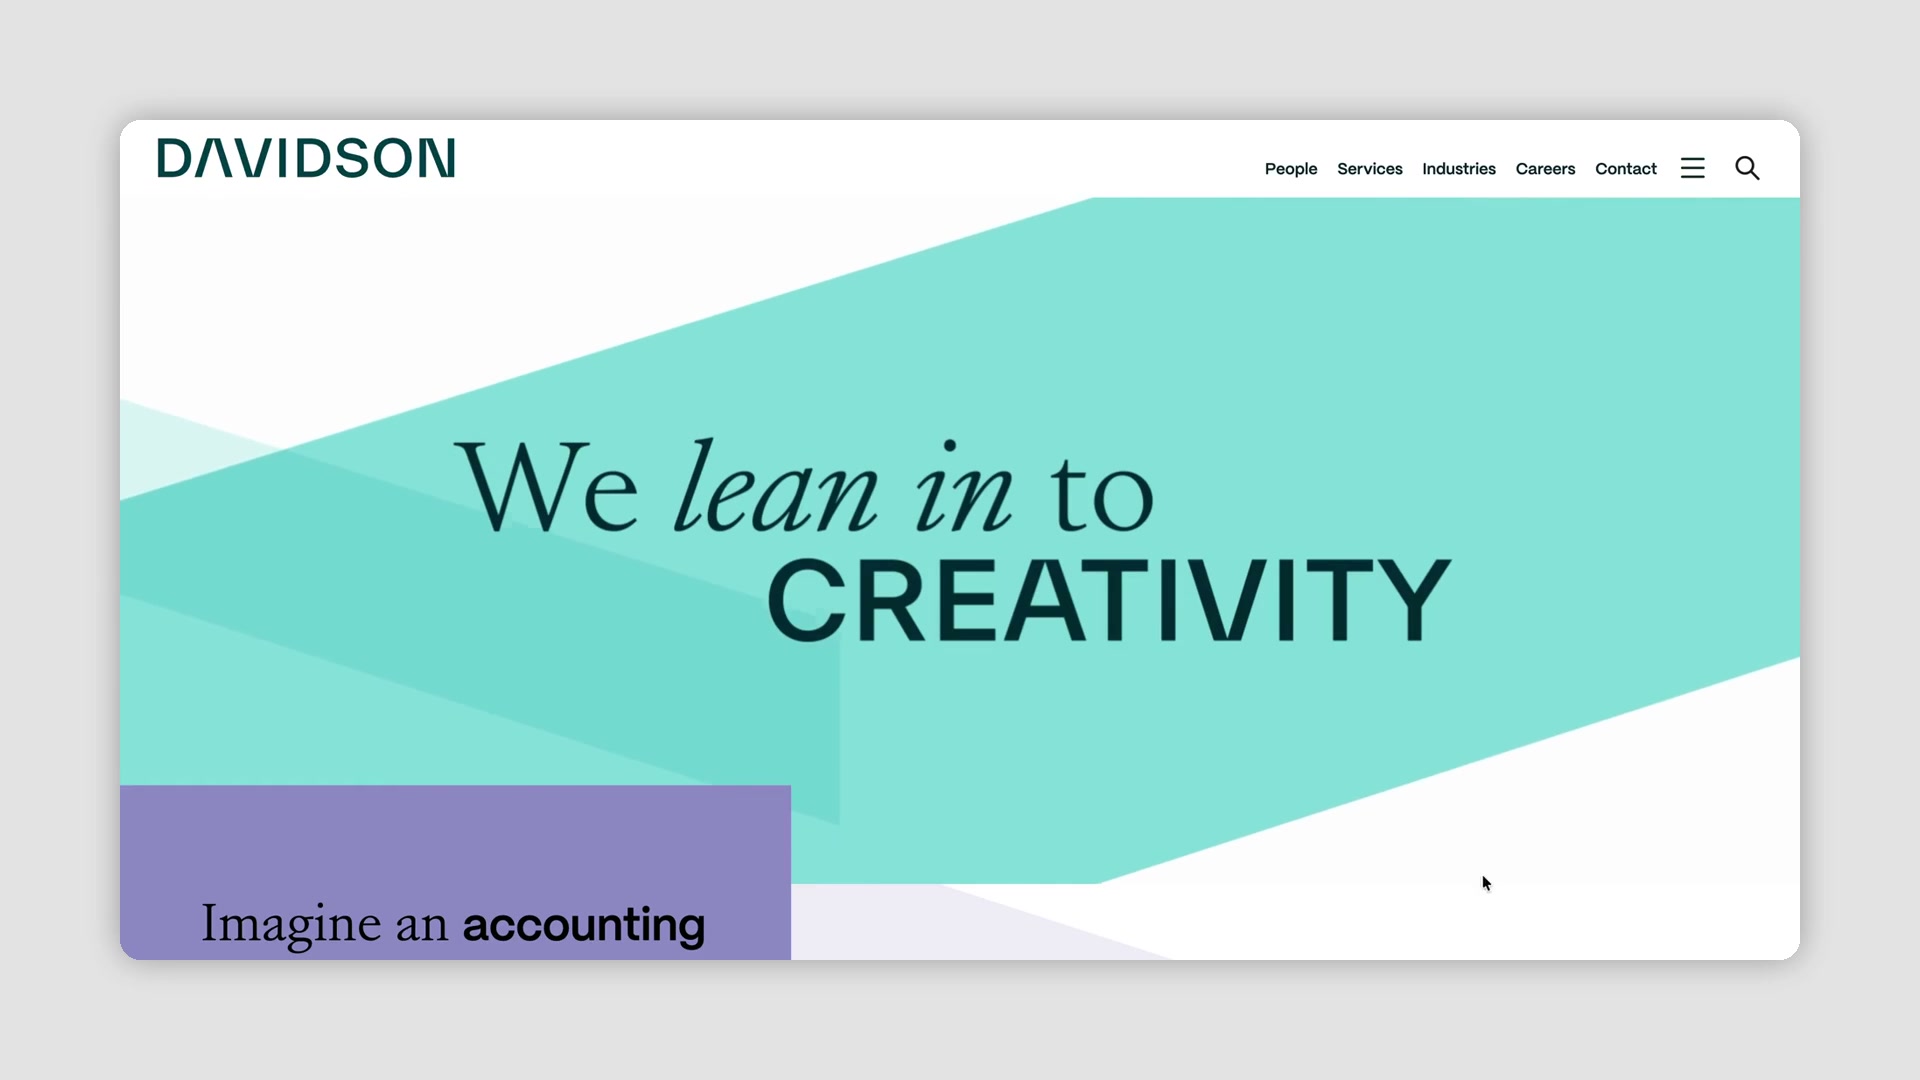 DAVIDSON
People Services Industries Careers Contact
We lean in to
CREATIVITY
Imagine an accounting